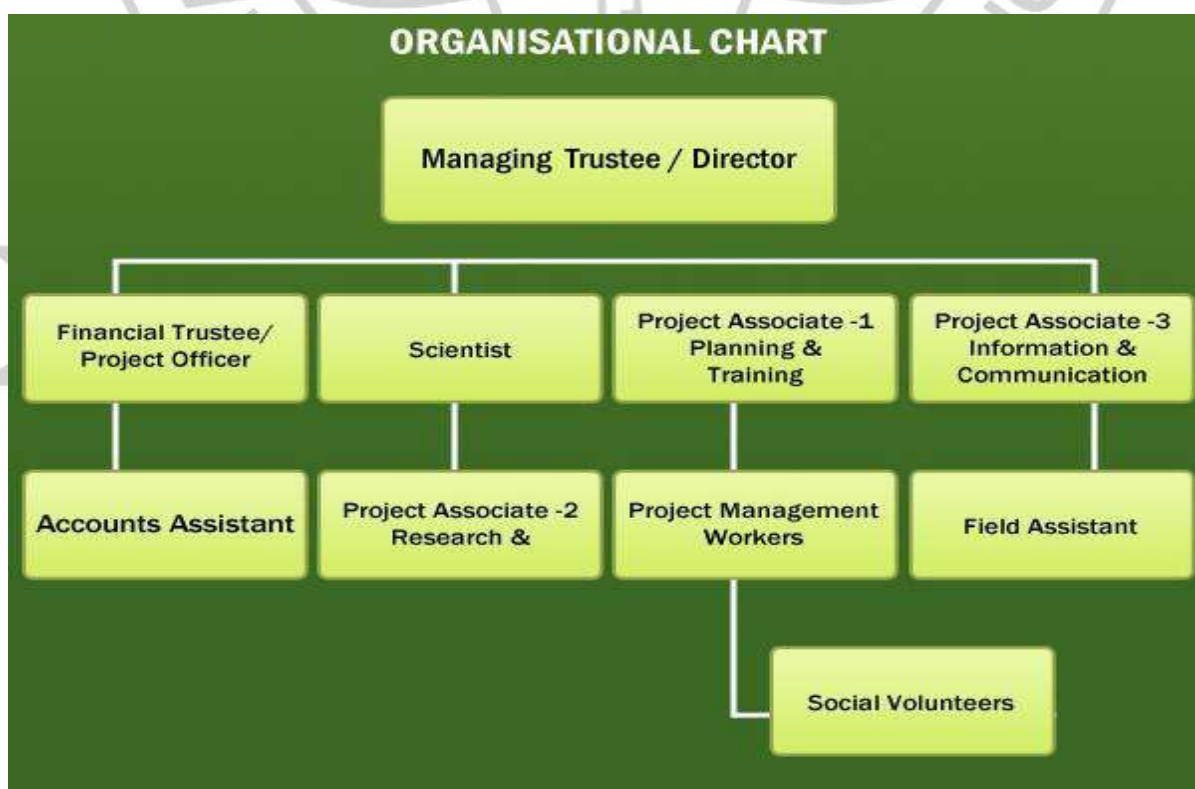 ORGANISATIONAL CHART
Managing Trustee / Director
Financial Trustee/
Project Officer
Scientist
Project Associate -1
Planning &
Training
Project Associate -3
Information &
Communication
Accounts Assistant
Project Associate -2
Research &
Project Management
Workers
Field Assistant
Social Volunteers